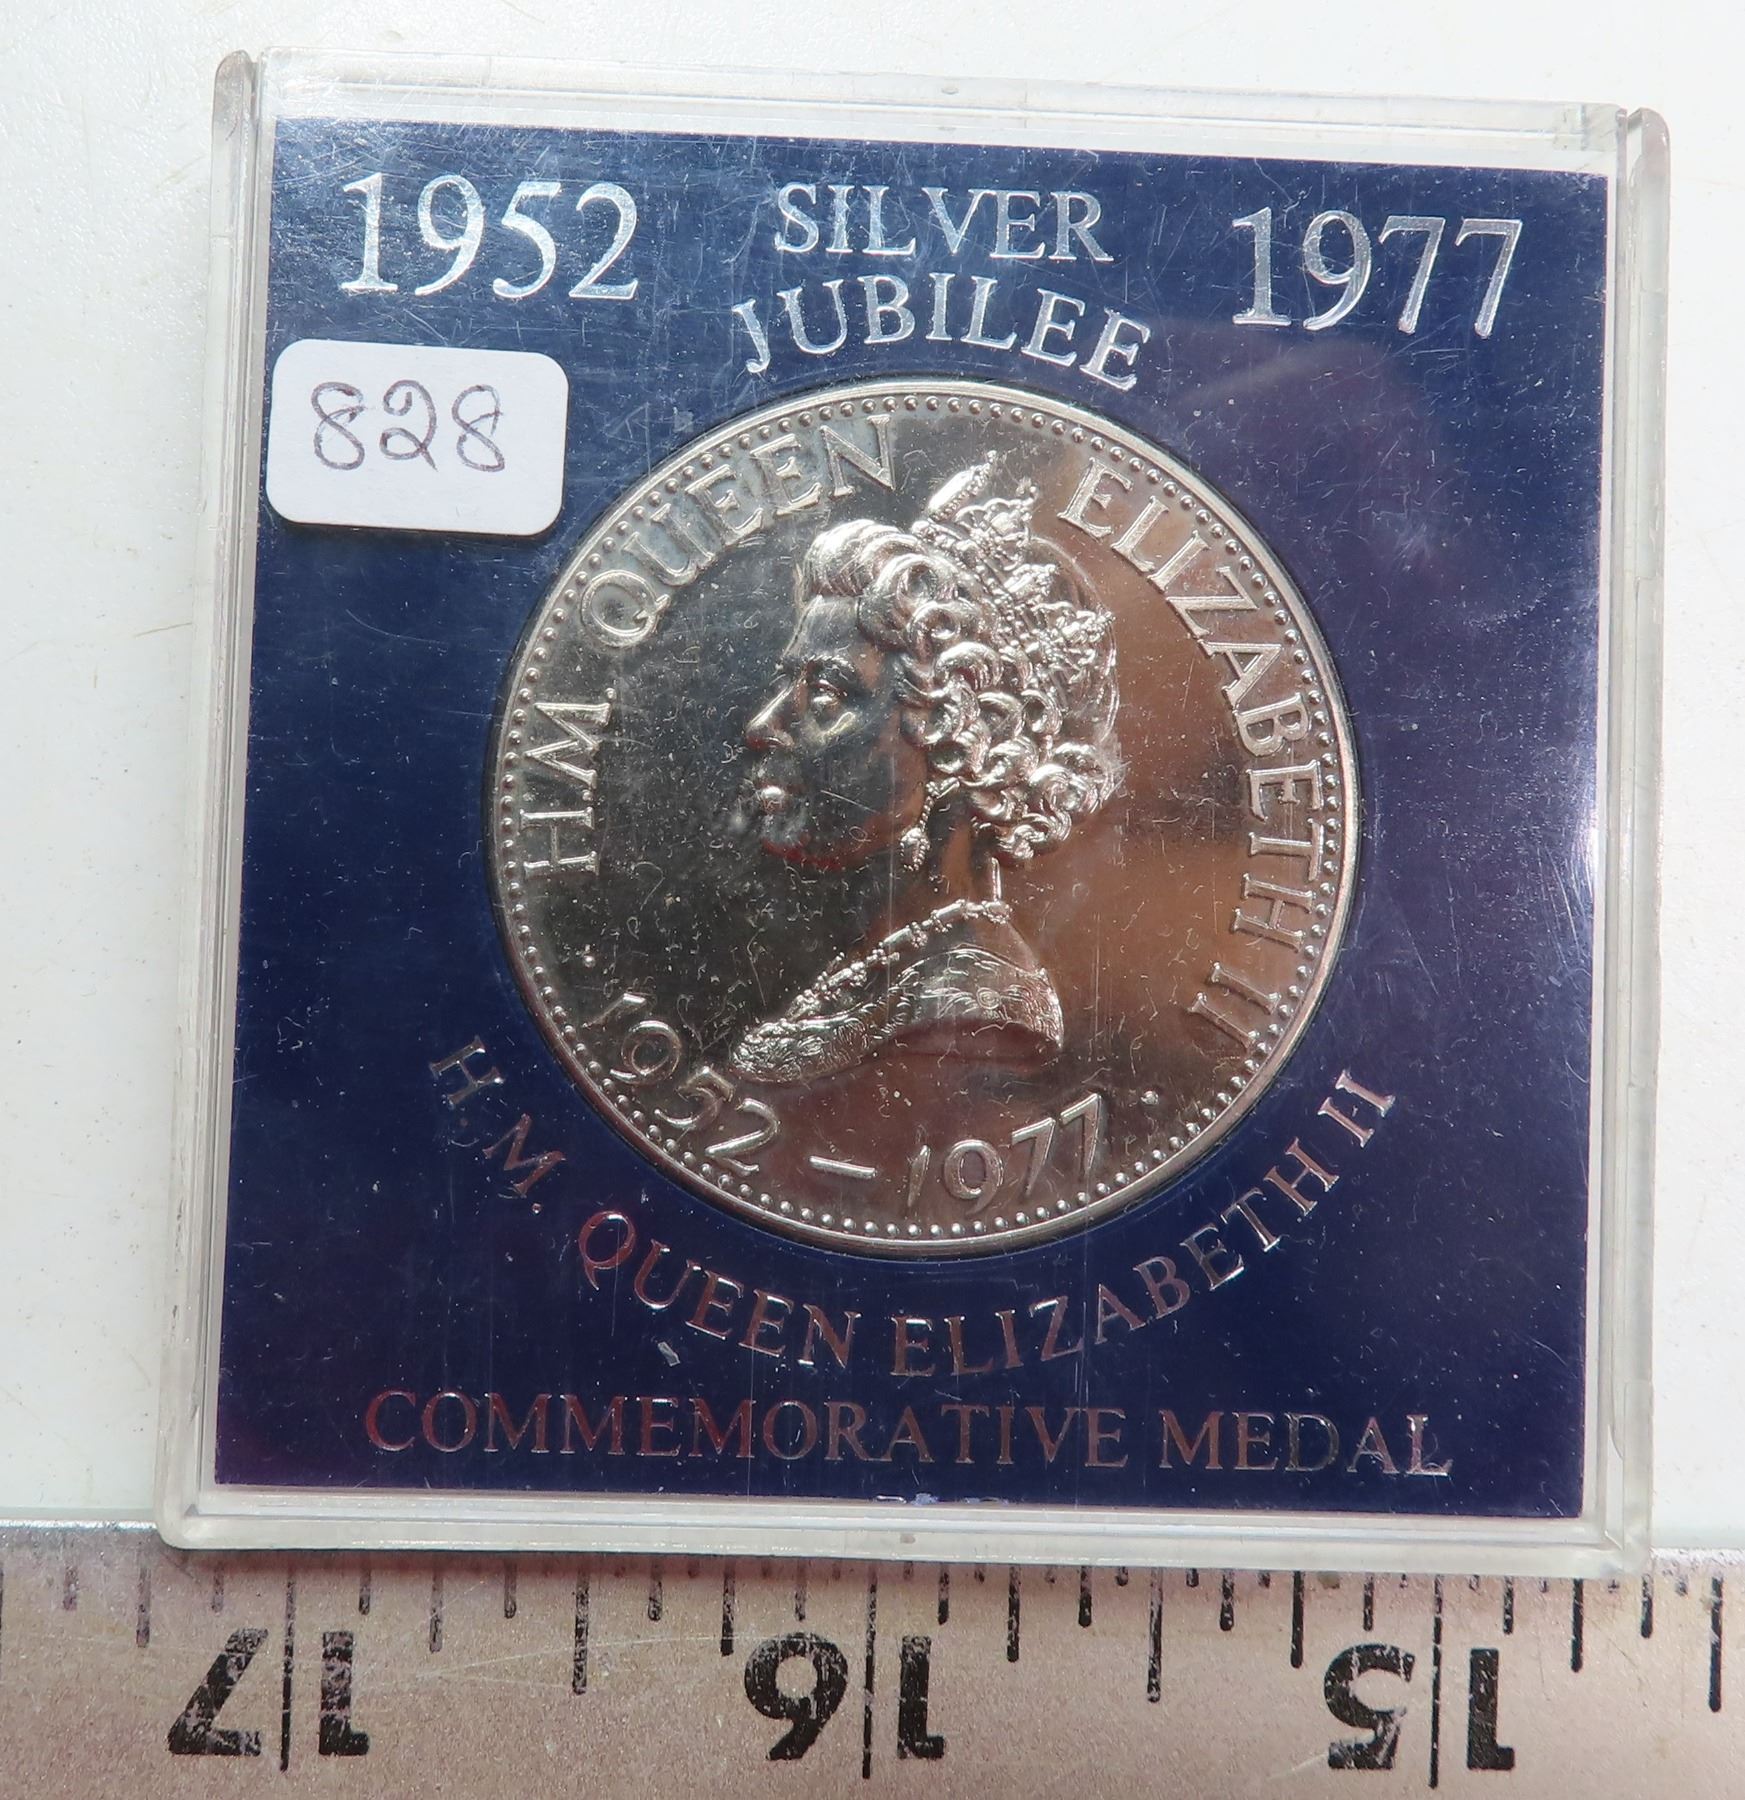 1952 SILVER 1977
JUBILEE
828
H.M. QUEEN ELIZABETH II
1952 – 1977
H.M. QUEEN ELIZABETH II
COMMEMORATIVE MEDAL
17 16 15